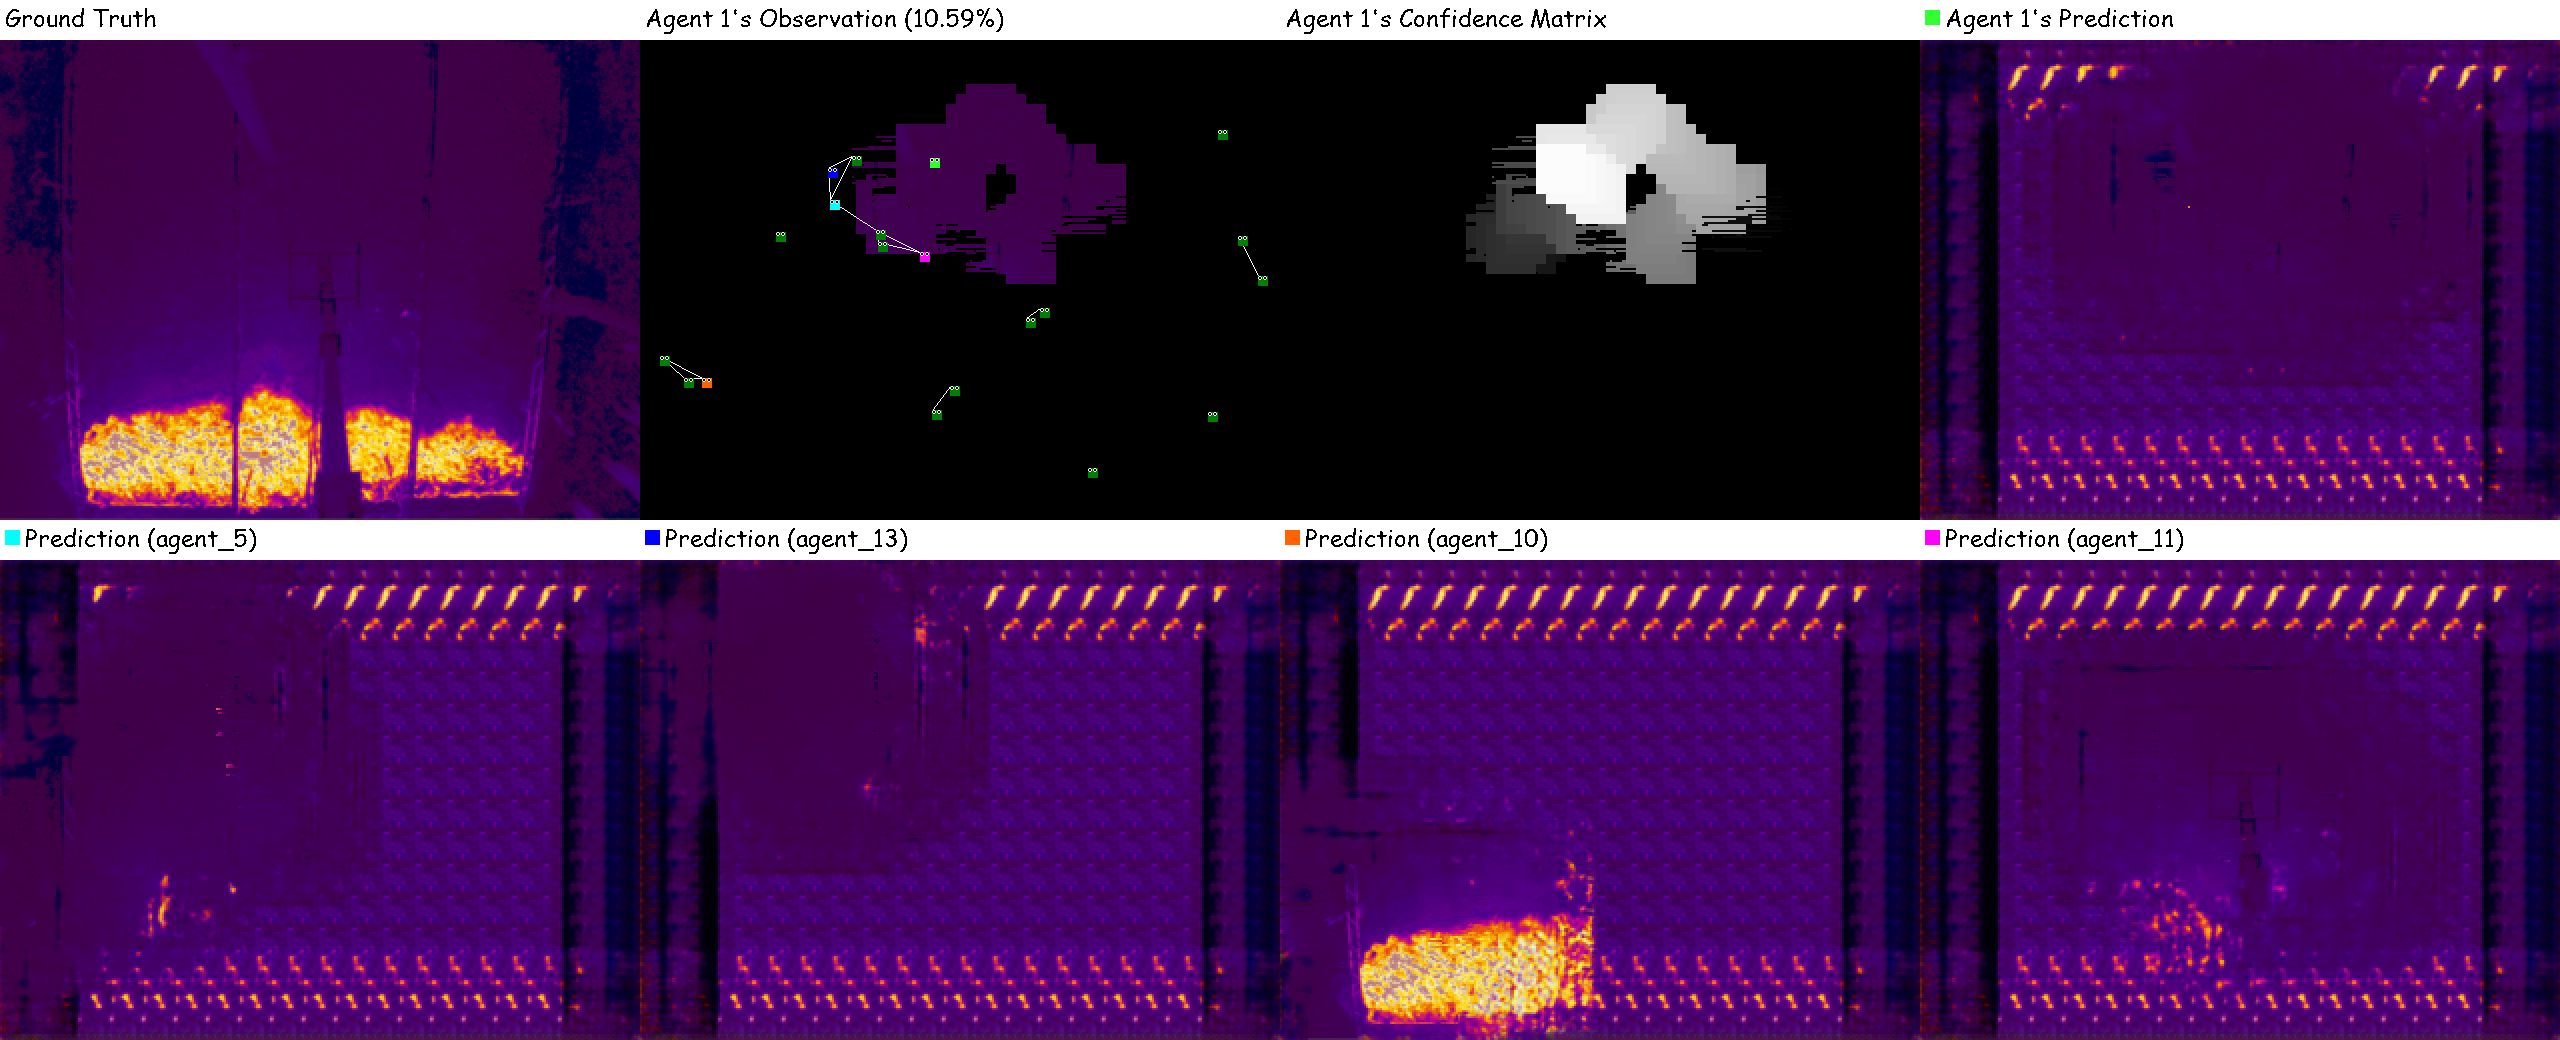 Ground Truth
Agent 1's Observation (10.59%)
Agent 1's Confidence Matrix
Agent 1's Prediction
Prediction (agent_5)
Prediction (agent_13)
Prediction (agent_10)
Prediction (agent_11)